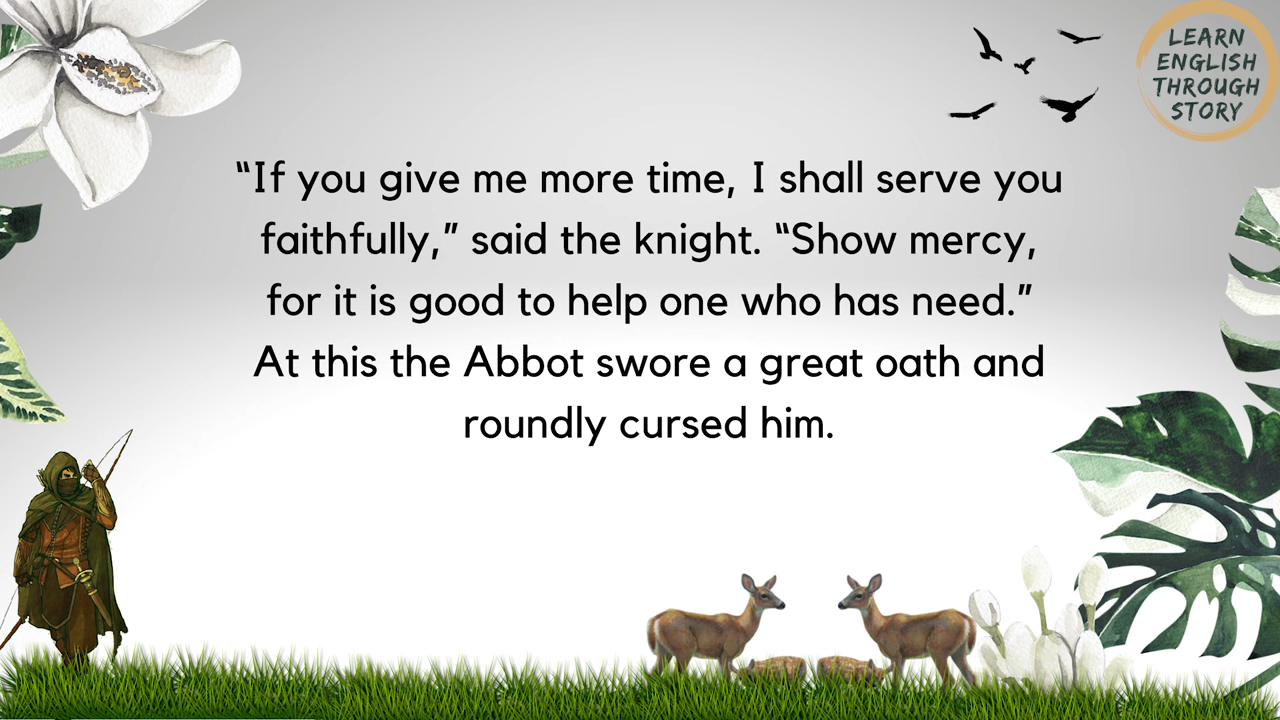 LEARN
ENGLISH
THROUGH
STORY
“If you give me more time, I shall serve you
faithfully,” said the knight. “Show mercy,
for it is good to help one who has need.”
At this the Abbot swore a great oath and
roundly cursed him.